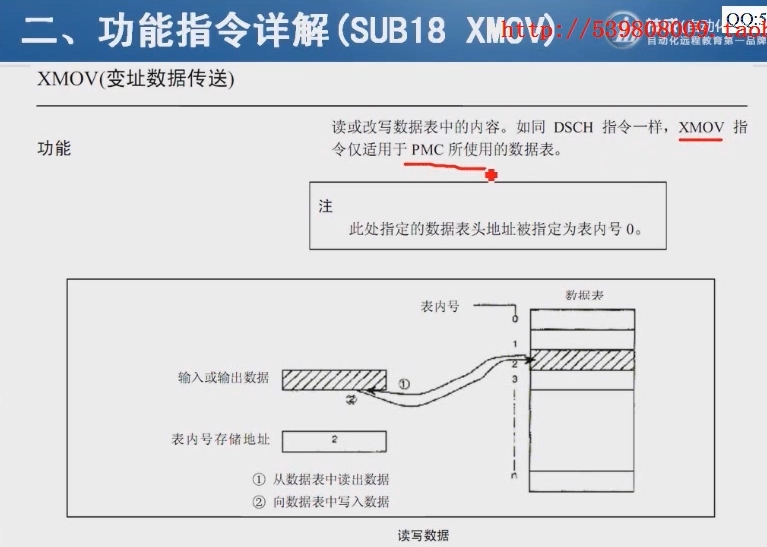 QQ:5
二、功能指令详解(SUB18 XMOV)
http://539808009.taob
自动化远程教育第一品牌
XMOV(变址数据传送)
功能
读或改写数据表中的内容。如同 DSCH 指令一样，XMOV 指
令仅适用于 PMC 所使用的数据表。
注
此处指定的数据表头地址被指定为表内号 0。
表内号
数据表
0
1
2
3
n
输入或输出数据
①
②
表内号存储地址
2
① 从数据表中读出数据
② 向数据表中写入数据
读写数据